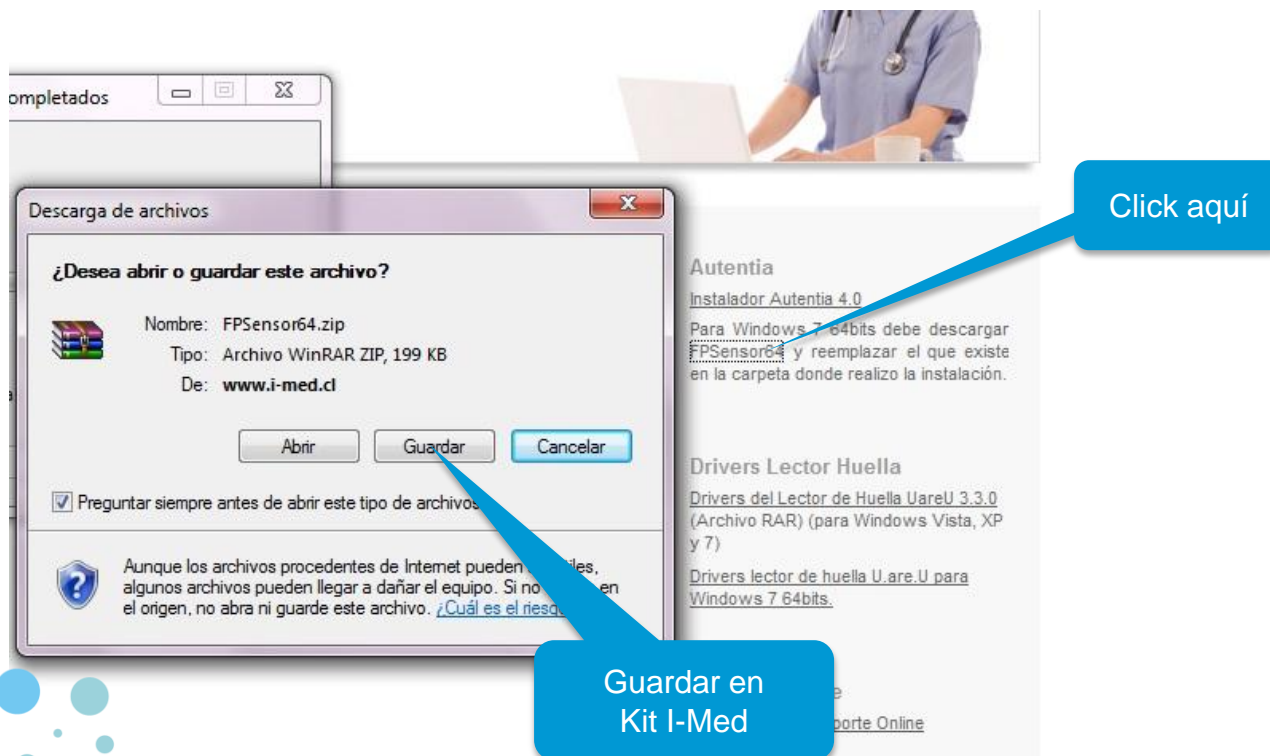 ompletados
Descarga de archivos
¿Desea abrir o guardar este archivo?
Nombre: FPSensor64.zip
Tipo: Archivo WinRAR ZIP, 199 KB
De: www.i-med.cl
Abrir
Guardar
Cancelar
Preguntar siempre antes de abrir este tipo de archivos
Aunque los archivos procedentes de Internet pueden
algunos archivos pueden llegar a dañar el equipo. Si no en
el origen, no abra ni guarde este archivo. ¿Cuál es el
Click aquí
Autentia
Instalador Autentia 4.0
Para Windows 7 64bits debe descargar
FPSensor64 y reemplazar el que existe
en la carpeta donde realizo la instalación.
Drivers Lector Huella
Drivers del Lector de Huella UareU 3.3.0
(Archivo RAR) (para Windows Vista, XP
y 7)
Drivers lector de huella U.are.U para
Windows 7 64bits.
Guardar en
Kit I-Med
Online